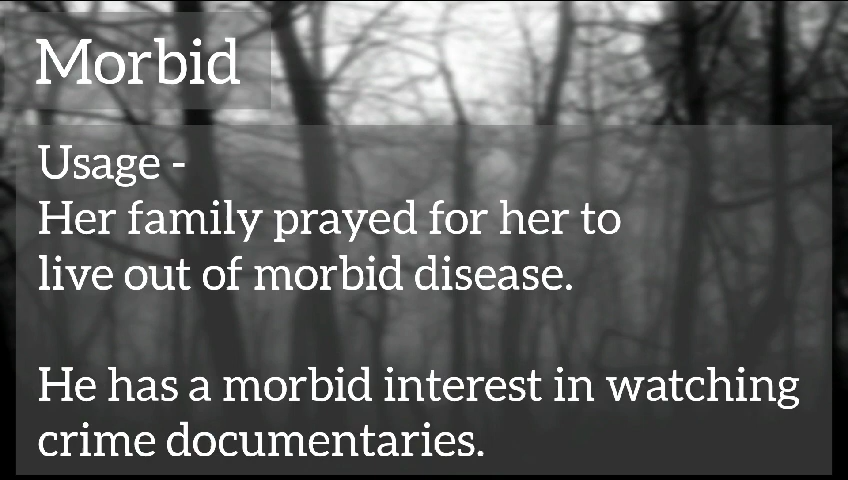 Morbid
Usage -
Her family prayed for her to
live out of morbid disease.
He has a morbid interest in watching
crime documentaries.